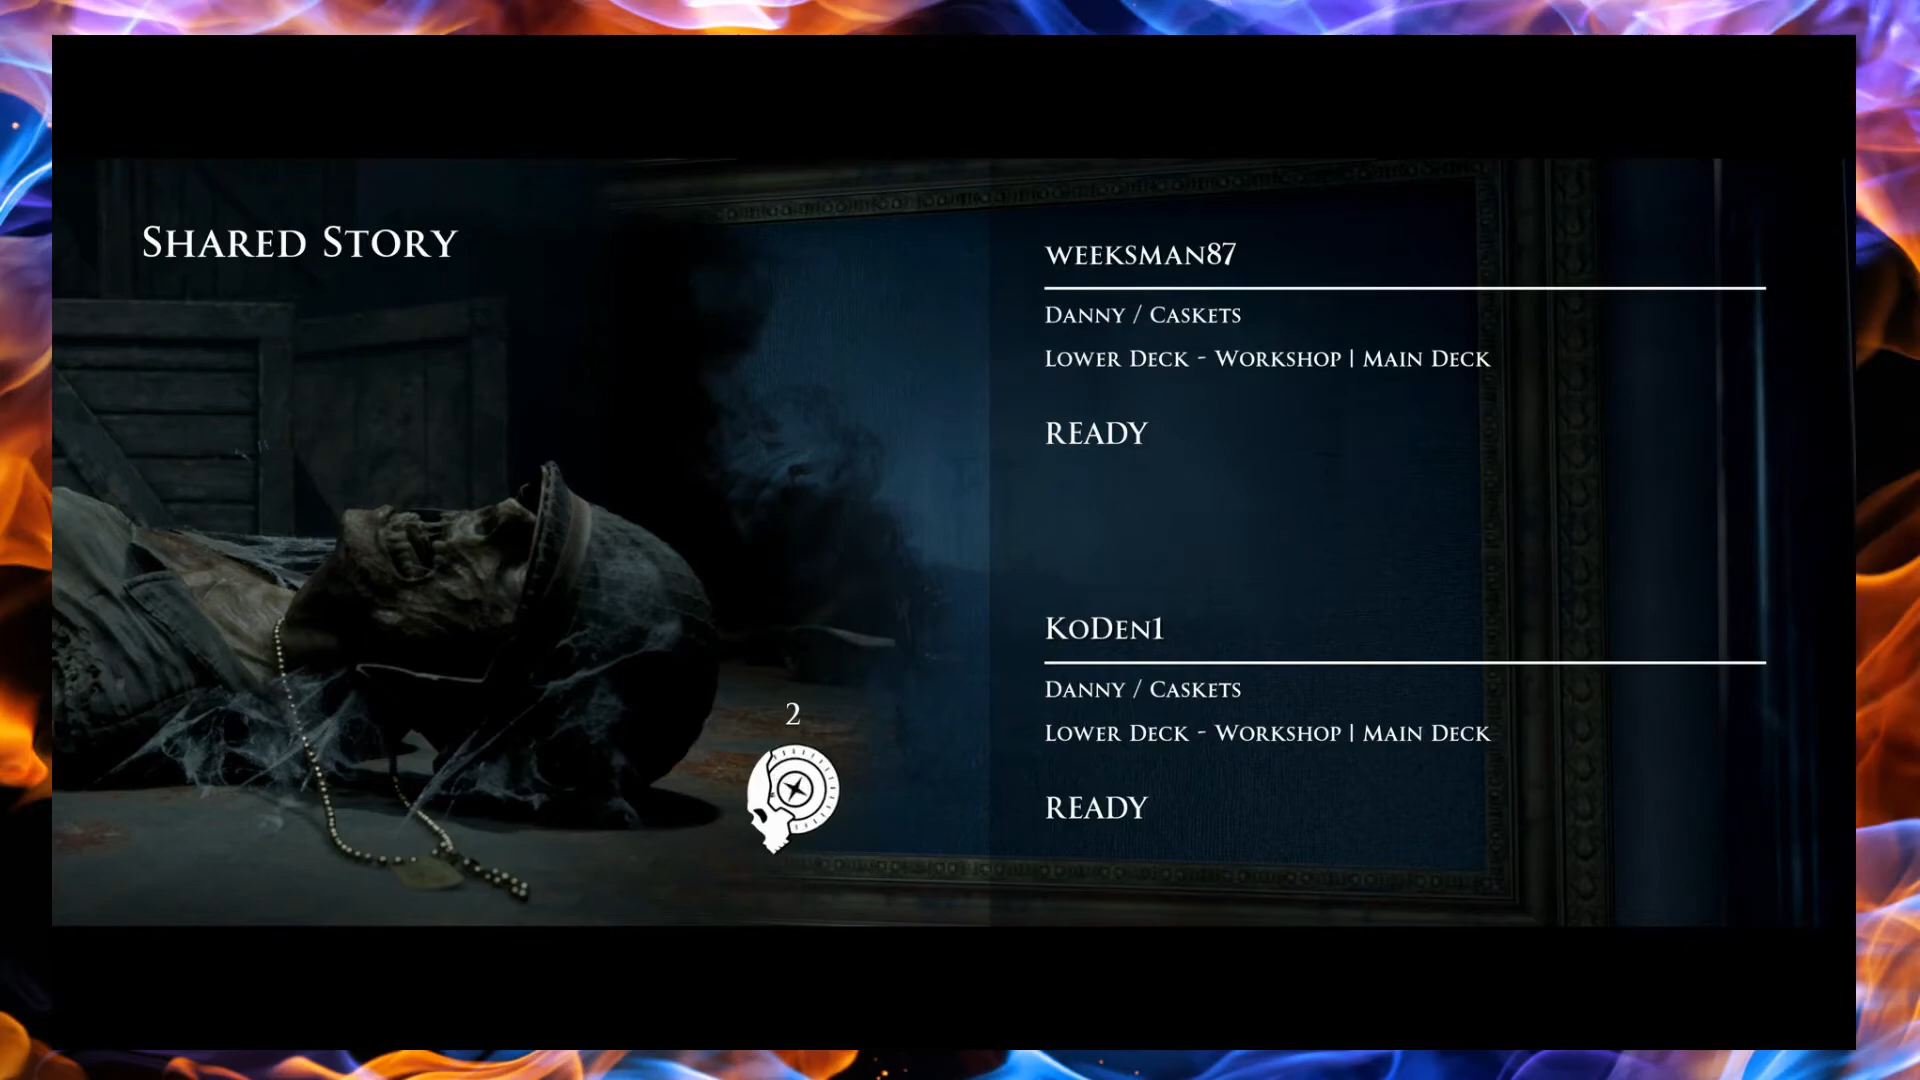 Shared Story
weeksman87
Danny / Caskets
Lower Deck - Workshop | Main Deck
READY
KoDen1
Danny / Caskets
Lower Deck - Workshop | Main Deck
READY
2